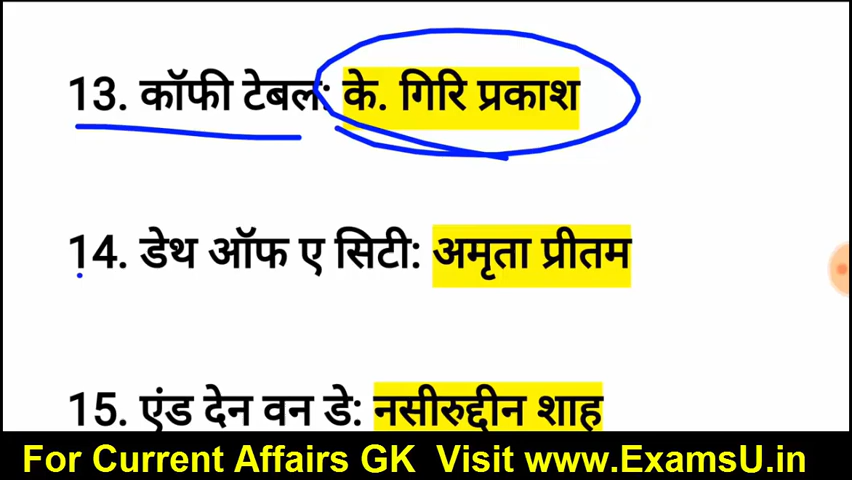 13. कॉफी टेबल: के. गिरि प्रकाश
14. डेथ ऑफ ए सिटी: अमृता प्रीतम
15. एंड देन वन डे: नसीरुद्दीन शाह
For Current Affairs GK Visit www.ExamsU.in